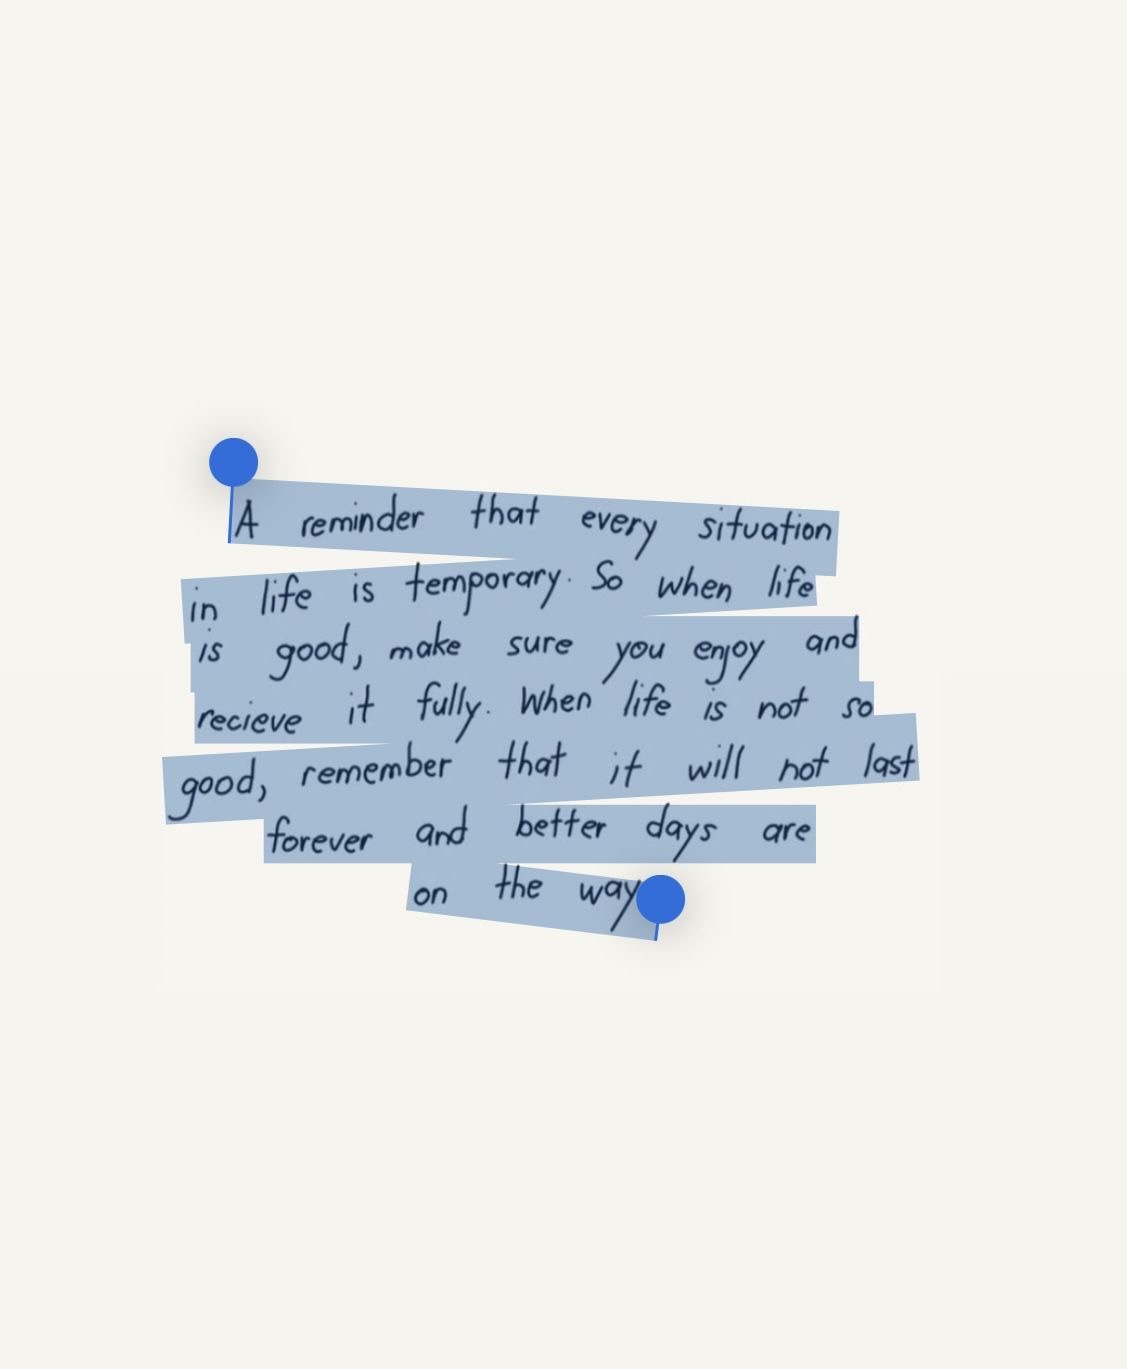 A reminder that every situation
in life is temporary. So when life
is good, make sure you enjoy and
recieve it fully. When life is not so
good, remember that it will not last
forever and better days are
on the way